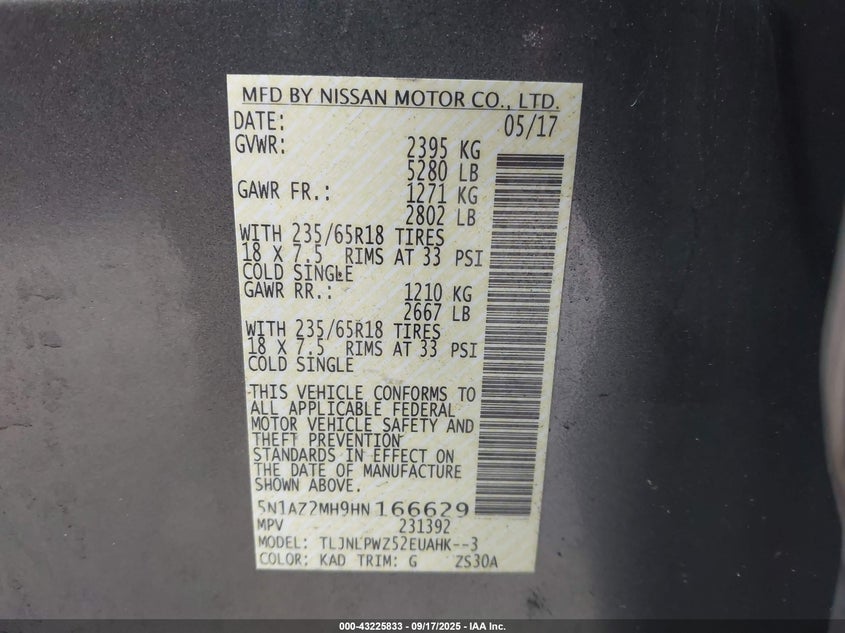 MFD BY NISSAN MOTOR CO., LTD.
DATE: 05/17
GVWR: 2395 KG
5280 LB
GAWR FR.: 1271 KG
2802 LB
WITH 235/65R18 TIRES
18 X 7.5 RIMS AT 33 PSI
COLD SINGLE
GAWR RR.: 1210 KG
2667 LB
WITH 235/65R18 TIRES
18 X 7.5 RIMS AT 33 PSI
COLD SINGLE
THIS VEHICLE CONFORMS TO
ALL APPLICABLE FEDERAL
MOTOR VEHICLE SAFETY AND
THEFT PREVENTION
STANDARDS IN EFFECT ON
THE DATE OF MANUFACTURE
SHOWN ABOVE.
5N1AZ2MH9HN166629
MPV 231392
MODEL: TLJNLPWZ52EUAHK--3
COLOR: KAD TRIM: G ZS30A
000-43225833 - 09/17/2025 - IAA Inc.